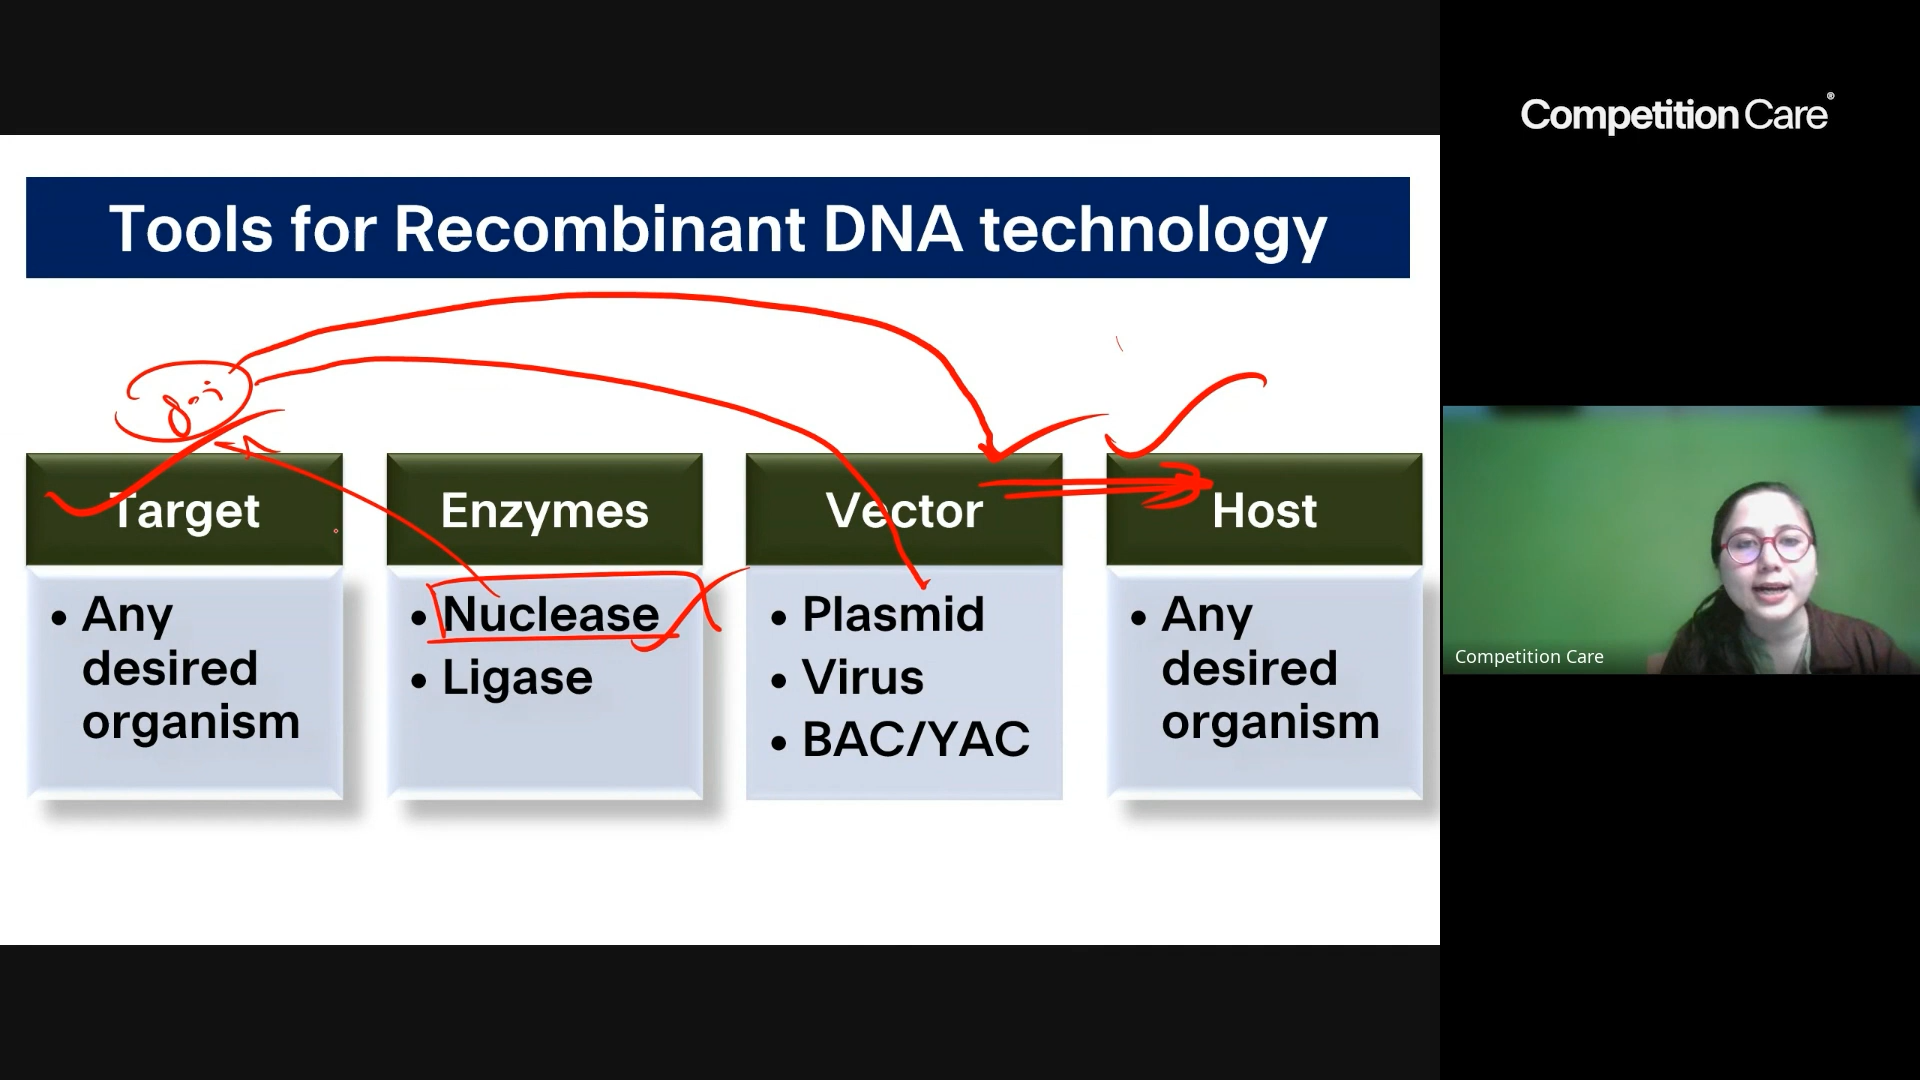 Competition Care®
Tools for Recombinant DNA technology
Target
• Any
desired
organism
Enzymes
• Nuclease
• Ligase
Vector
• Plasmid
• Virus
• BAC/YAC
Host
• Any
desired
organism
Competition Care